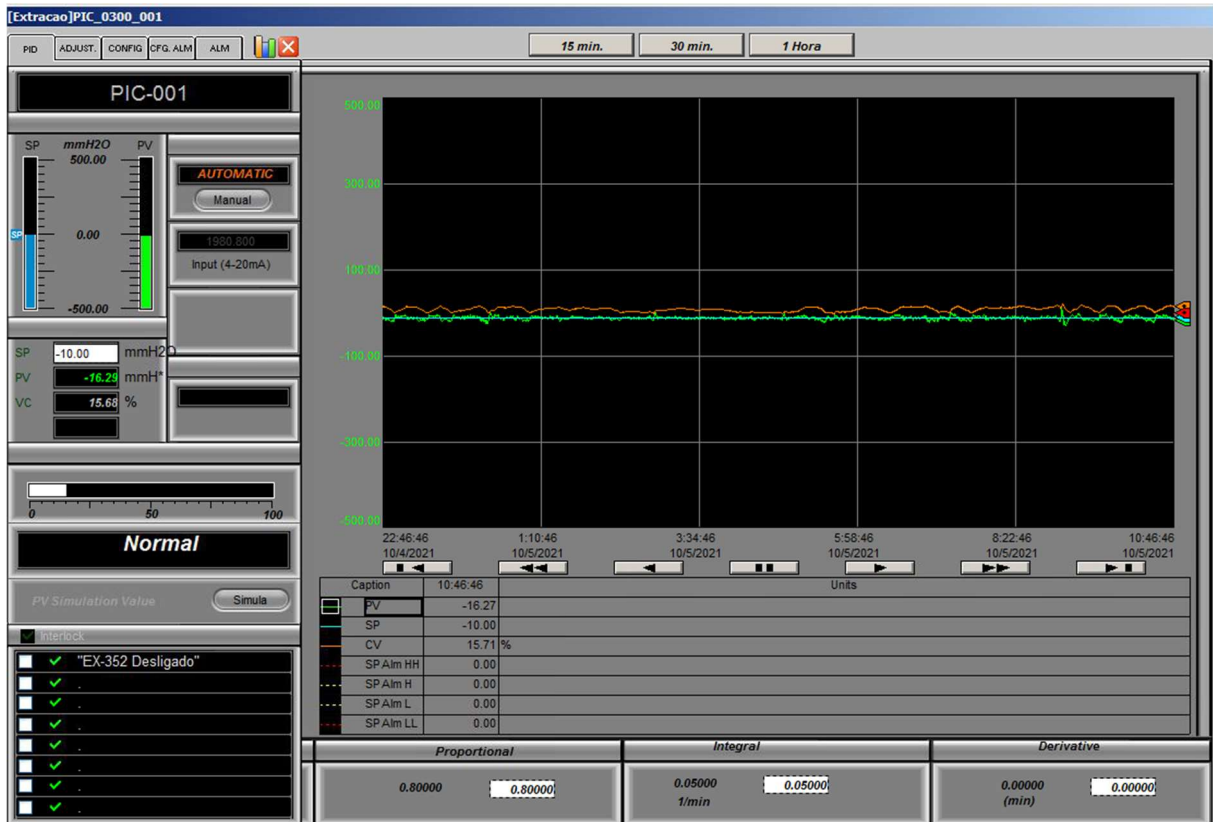 [Extracao]PIC_0300_001
PID ADJUST. CONFIG CFG. ALM ALM
15 min. 30 min. 1 Hora
PIC-001
SP mmH2O PV
500.00
0.00
-500.00
SP
AUTOMATIC
Manual
1980.800
Input (4-20mA)
SP -10.00 mmH2O
PV -16.29 mmH*
VC 15.68 %
0 50 100
Normal
PV Simulation Value Simula
Interlock
"EX-352 Desligado"
.
.
.
.
.
.
.
500.00
300.00
100.00
-100.00
-300.00
-500.00
22:46:46 1:10:46 3:34:46 5:58:46 8:22:46 10:46:46
10/4/2021 10/5/2021 10/5/2021 10/5/2021 10/5/2021 10/5/2021
Caption 10:46:46 Units
PV -16.27
SP -10.00
CV 15.71 %
SP Alm HH 0.00
SP Alm H 0.00
SP Alm L 0.00
SP Alm LL 0.00
Proportional Integral Derivative
0.80000 0.80000 0.05000 0.05000 0.00000 0.00000
1/min (min)